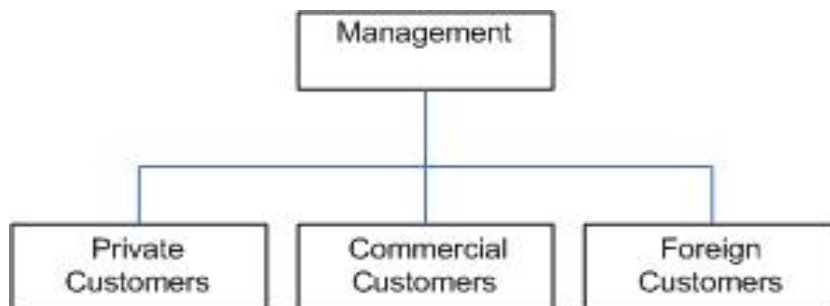 Management
Private
Customers
Commercial
Customers
Foreign
Customers